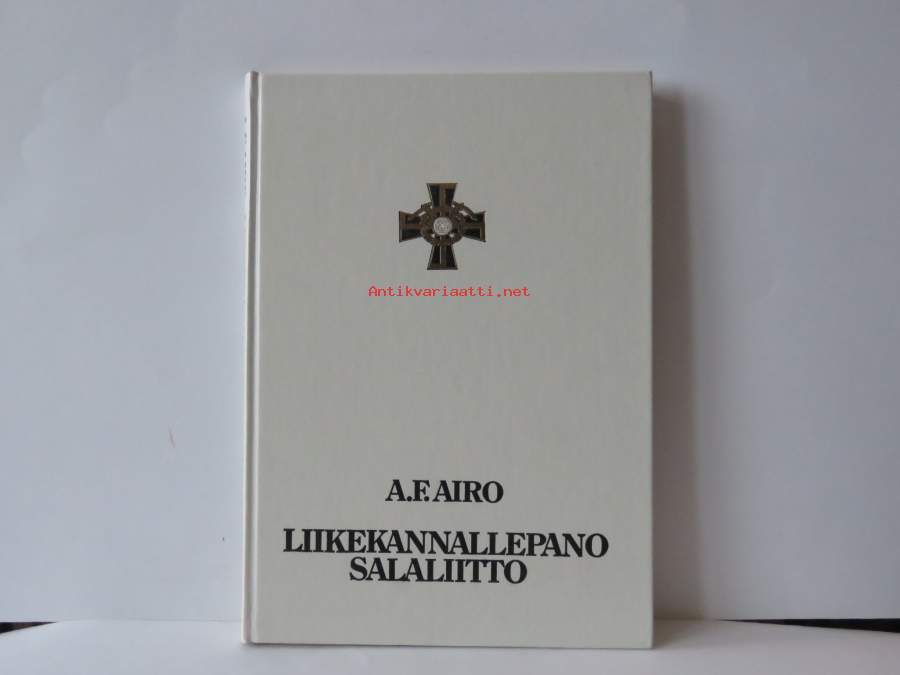 Antikvariaatti.net
A.F. AIRO
LIIKEKANNALLEPANO
SALALIITTO